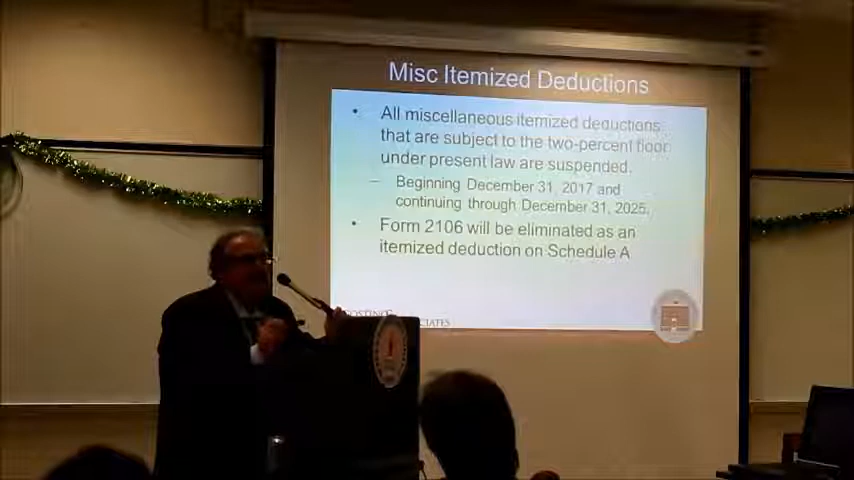 Misc Itemized Deductions
• All miscellaneous itemized deductions
that are subject to the two-percent floor
under present law are suspended.
– Beginning December 31, 2017 and
continuing through December 31, 2025.
• Form 2106 will be eliminated as an
itemized deduction on Schedule A